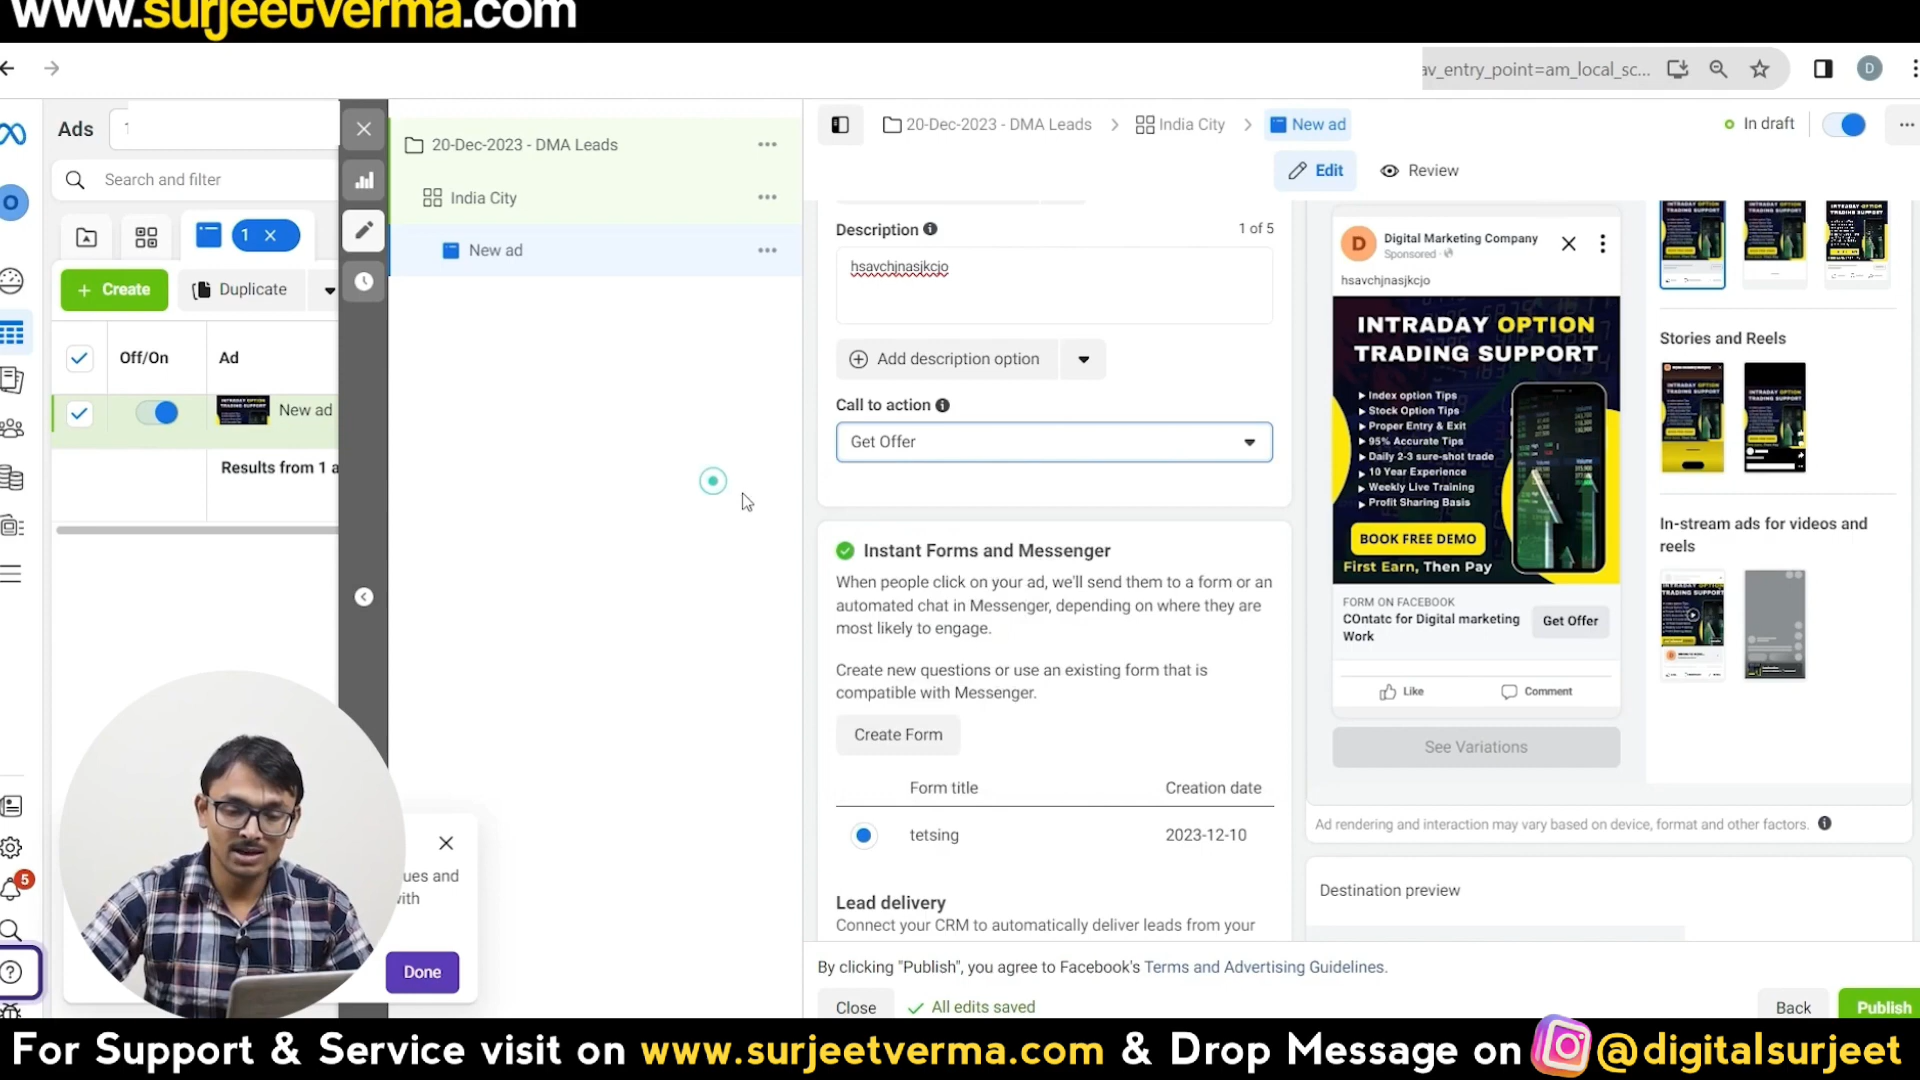 www.surjeetverma.com
av_entry_point=am_local_sc...
D
Ads
Search and filter
1
Create
Duplicate
Off/On
Ad
New ad
Results from 1 a
20-Dec-2023 - DMA Leads
India City
New ad
20-Dec-2023 - DMA Leads
India City
New ad
In draft
Edit
Review
Description
1 of 5
hsavchjnasjkcjo
Add description option
Call to action
Get Offer
Instant Forms and Messenger
When people click on your ad, we'll send them to a form or an
automated chat in Messenger, depending on where they are
most likely to engage.
Create new questions or use an existing form that is
compatible with Messenger.
Create Form
Form title
Creation date
tetsing
2023-12-10
Lead delivery
Connect your CRM to automatically deliver leads from your
D
Digital Marketing Company
Sponsored
hsavchjnasjkcjo
INTRADAY OPTION
TRADING SUPPORT
Index option Tips
Stock Option Tips
Proper Entry & Exit
95% Accurate Tips
Daily 2-3 sure-shot trade
10 Year Experience
Weekly Live Training
Profit Sharing Basis
BOOK FREE DEMO
First Earn, Then Pay
FORM ON FACEBOOK
COntatc for Digital marketing
Work
Get Offer
Like
Comment
See Variations
Stories and Reels
In-stream ads for videos and
reels
Ad rendering and interaction may vary based on device, format and other factors.
Destination preview
By clicking "Publish", you agree to Facebook's Terms and Advertising Guidelines.
Close
All edits saved
Back
Publish
O
5
ues and
with
Done
For Support & Service visit on www.surjeetverma.com & Drop Message on @digitalsurjeet